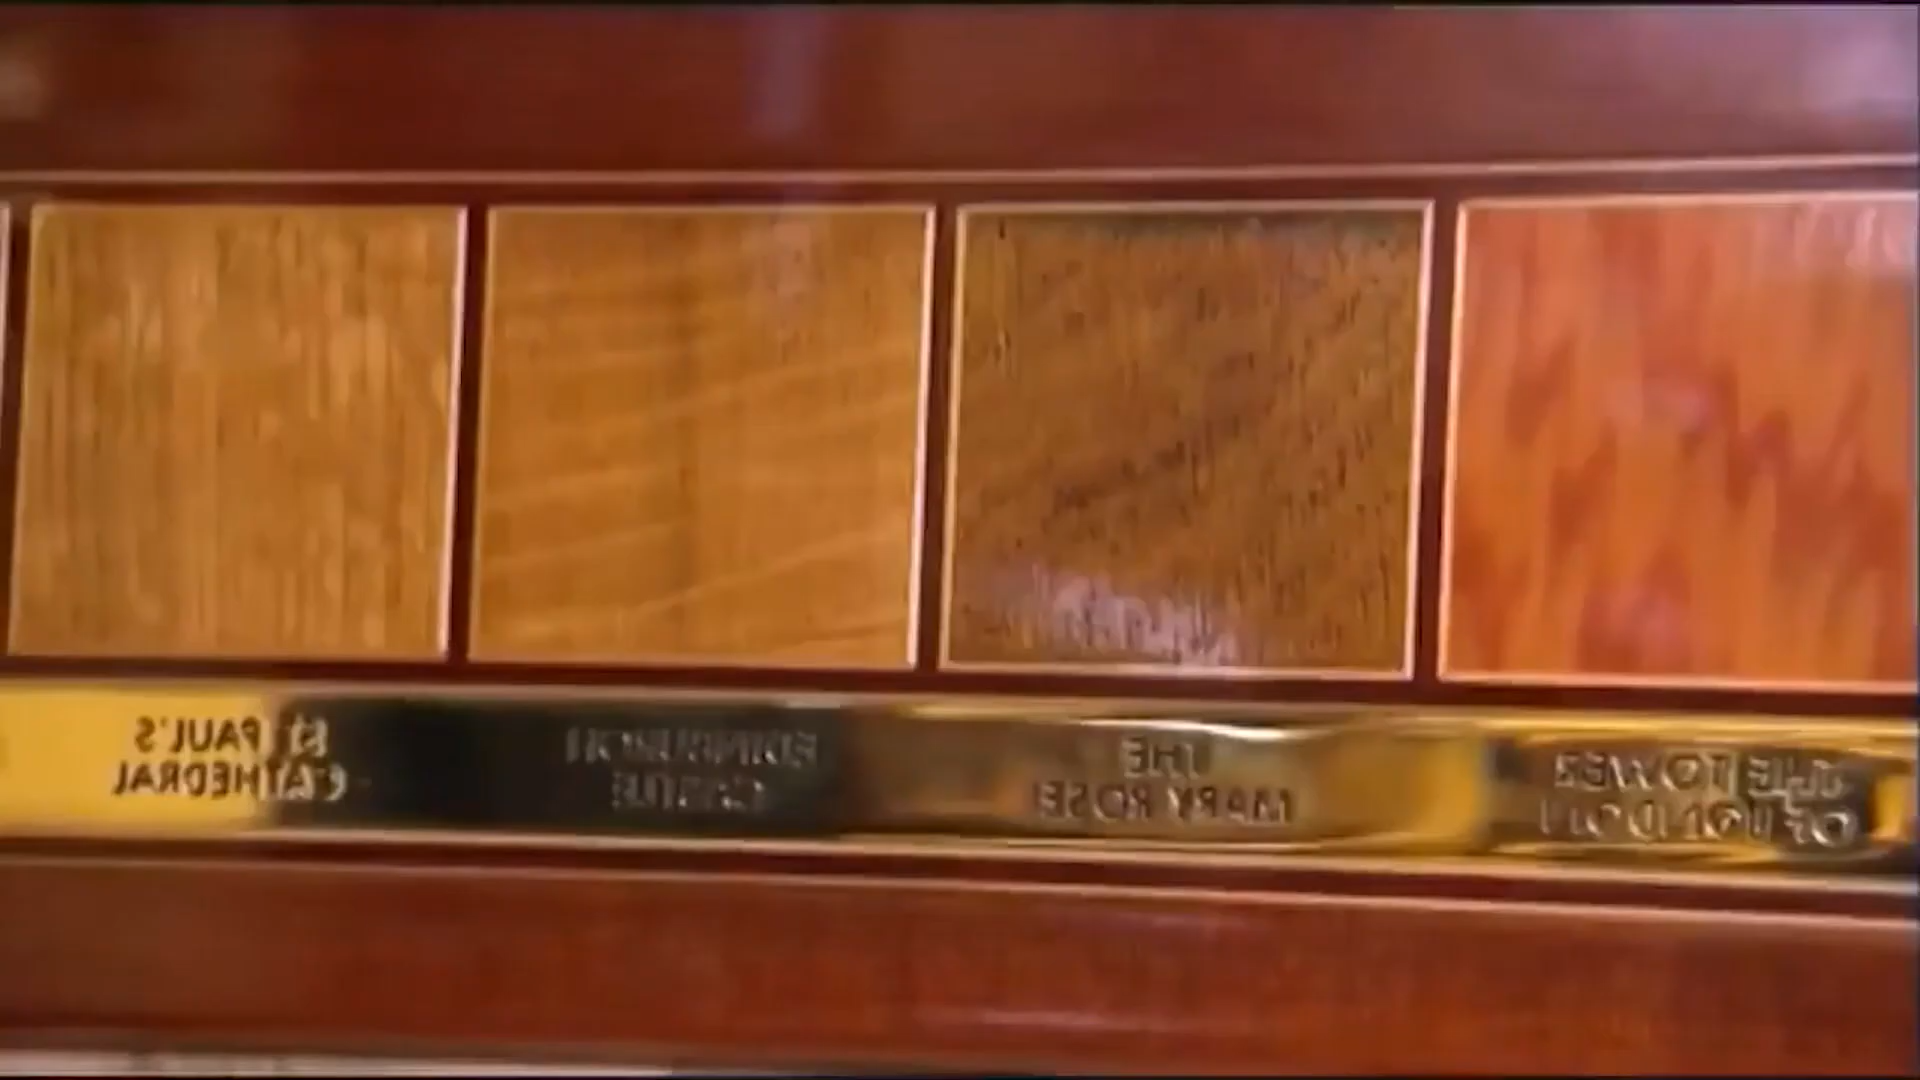 ST PAUL'S
CATHEDRAL
EDINBURGH
CASTLE
THE
MARY ROSE
THE TOWER
OF LONDON